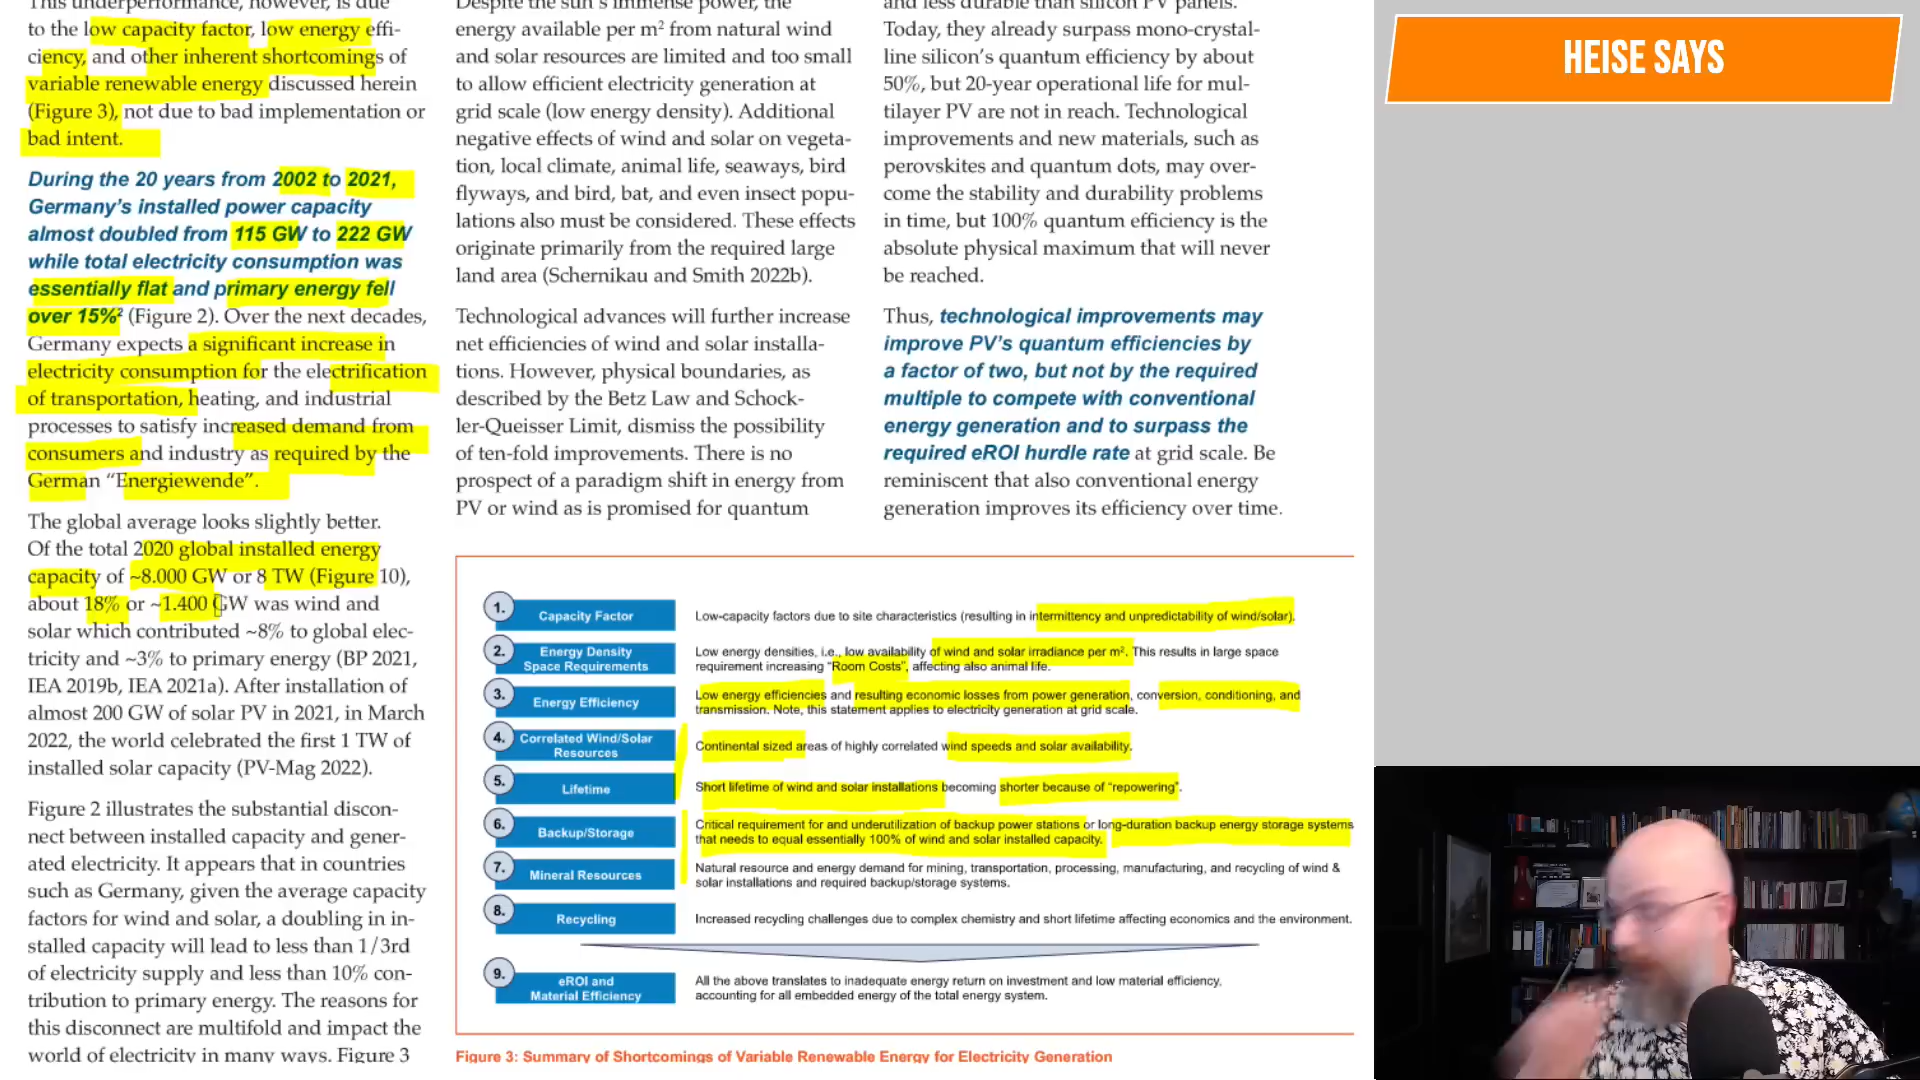 This underperformance, however, is due
to the low capacity factor, low energy effi-
ciency, and other inherent shortcomings of
variable renewable energy discussed herein
(Figure 3), not due to bad implementation or
bad intent.
During the 20 years from 2002 to 2021,
Germany's installed power capacity
almost doubled from 115 GW to 222 GW
while total electricity consumption was
essentially flat and primary energy fell
over 15%² (Figure 2). Over the next decades,
Germany expects a significant increase in
electricity consumption for the electrification
of transportation, heating, and industrial
processes to satisfy increased demand from
consumers and industry as required by the
German “Energiewende”.
The global average looks slightly better.
Of the total 2020 global installed energy
capacity of ~8.000 GW or 8 TW (Figure 10),
about 18% or ~1.400 GW was wind and
solar which contributed ~8% to global elec-
tricity and ~3% to primary energy (BP 2021,
IEA 2019b, IEA 2021a). After installation of
almost 200 GW of solar PV in 2021, in March
2022, the world celebrated the first 1 TW of
installed solar capacity (PV-Mag 2022).
Figure 2 illustrates the substantial discon-
nect between installed capacity and gener-
ated electricity. It appears that in countries
such as Germany, given the average capacity
factors for wind and solar, a doubling in in-
stalled capacity will lead to less than 1/3rd
of electricity supply and less than 10% con-
tribution to primary energy. The reasons for
this disconnect are multifold and impact the
world of electricity in many ways. Figure 3
Despite the sun's immense power, the
energy available per m² from natural wind
and solar resources are limited and too small
to allow efficient electricity generation at
grid scale (low energy density). Additional
negative effects of wind and solar on vegeta-
tion, local climate, animal life, seaways, bird
flyways, and bird, bat, and even insect popu-
lations also must be considered. These effects
originate primarily from the required large
land area (Schernikau and Smith 2022b).
Technological advances will further increase
net efficiencies of wind and solar installa-
tions. However, physical boundaries, as
described by the Betz Law and Schock-
ler-Queisser Limit, dismiss the possibility
of ten-fold improvements. There is no
prospect of a paradigm shift in energy from
PV or wind as is promised for quantum
and less durable than silicon PV panels.
Today, they already surpass mono-crystal-
line silicon's quantum efficiency by about
50%, but 20-year operational life for mul-
tilayer PV are not in reach. Technological
improvements and new materials, such as
perovskites and quantum dots, may over-
come the stability and durability problems
in time, but 100% quantum efficiency is the
absolute physical maximum that will never
be reached.
Thus, technological improvements may
improve PV's quantum efficiencies by
a factor of two, but not by the required
multiple to compete with conventional
energy generation and to surpass the
required eROI hurdle rate at grid scale. Be
reminiscent that also conventional energy
generation improves its efficiency over time.
1. Capacity Factor
Low-capacity factors due to site characteristics (resulting in intermittency and unpredictability of wind/solar).
2. Energy Density
Space Requirements
Low energy densities, i.e., low availability of wind and solar irradiance per m². This results in large space
requirement increasing “Room Costs”, affecting also animal life.
3. Energy Efficiency
Low energy efficiencies and resulting economic losses from power generation, conversion, conditioning, and
transmission. Note, this statement applies to electricity generation at grid scale.
4. Correlated Wind/Solar
Resources
Continental sized areas of highly correlated wind speeds and solar availability.
5. Lifetime
Short lifetime of wind and solar installations becoming shorter because of “repowering”.
6. Backup/Storage
Critical requirement for and underutilization of backup power stations or long-duration backup energy storage systems
that needs to equal essentially 100% of wind and solar installed capacity.
7. Mineral Resources
Natural resource and energy demand for mining, transportation, processing, manufacturing, and recycling of wind &
solar installations and required backup/storage systems.
8. Recycling
Increased recycling challenges due to complex chemistry and short lifetime affecting economics and the environment.
9. eROI and
Material Efficiency
All the above translates to inadequate energy return on investment and low material efficiency,
accounting for all embedded energy of the total energy system.
Figure 3: Summary of Shortcomings of Variable Renewable Energy for Electricity Generation
HEISE SAYS